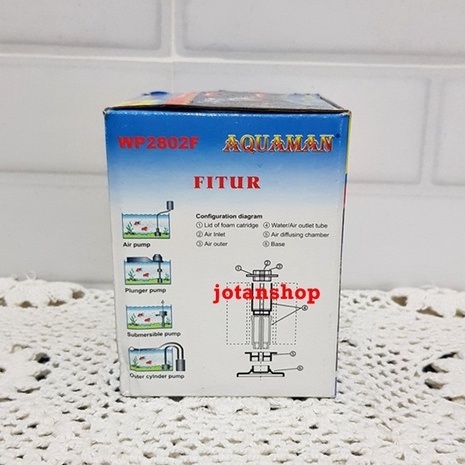 WP2802F AQUAMAN
FITUR
Configuration diagram
① Lid of foam catridge ④ Water/Air outlet tube
② Air Inlet ⑤ Air diffusing chamber
③ Air outer ⑥ Base
Air pump
Plunger pump
Submersible pump
Outer cylinder pump
jotanshop